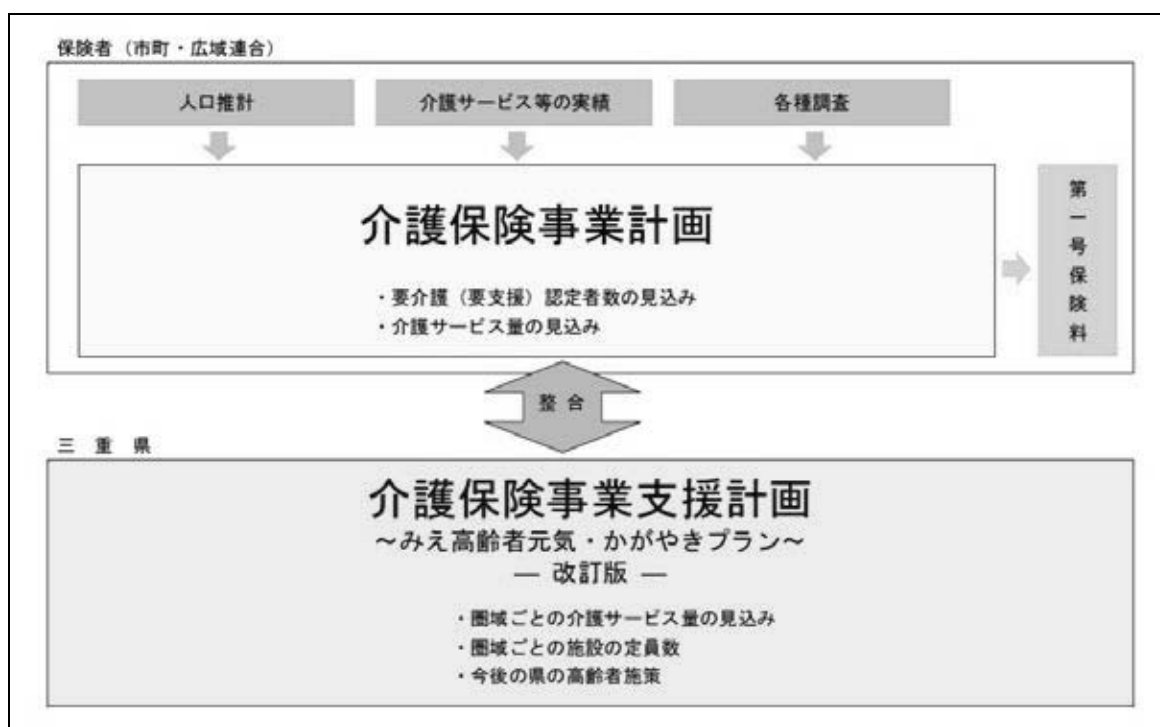 保険者（市町・広域連合）
人口推計
介護サービス等の実績
各種調査
介護保険事業計画
・要介護（要支援）認定者数の見込み
・介護サービス量の見込み
第一号保険料
整 合
三 重 県
介護保険事業支援計画
～みえ高齢者元気・かがやきプラン～
― 改訂版 ―
・圏域ごとの介護サービス量の見込み
・圏域ごとの施設の定員数
・今後の県の高齢者施策